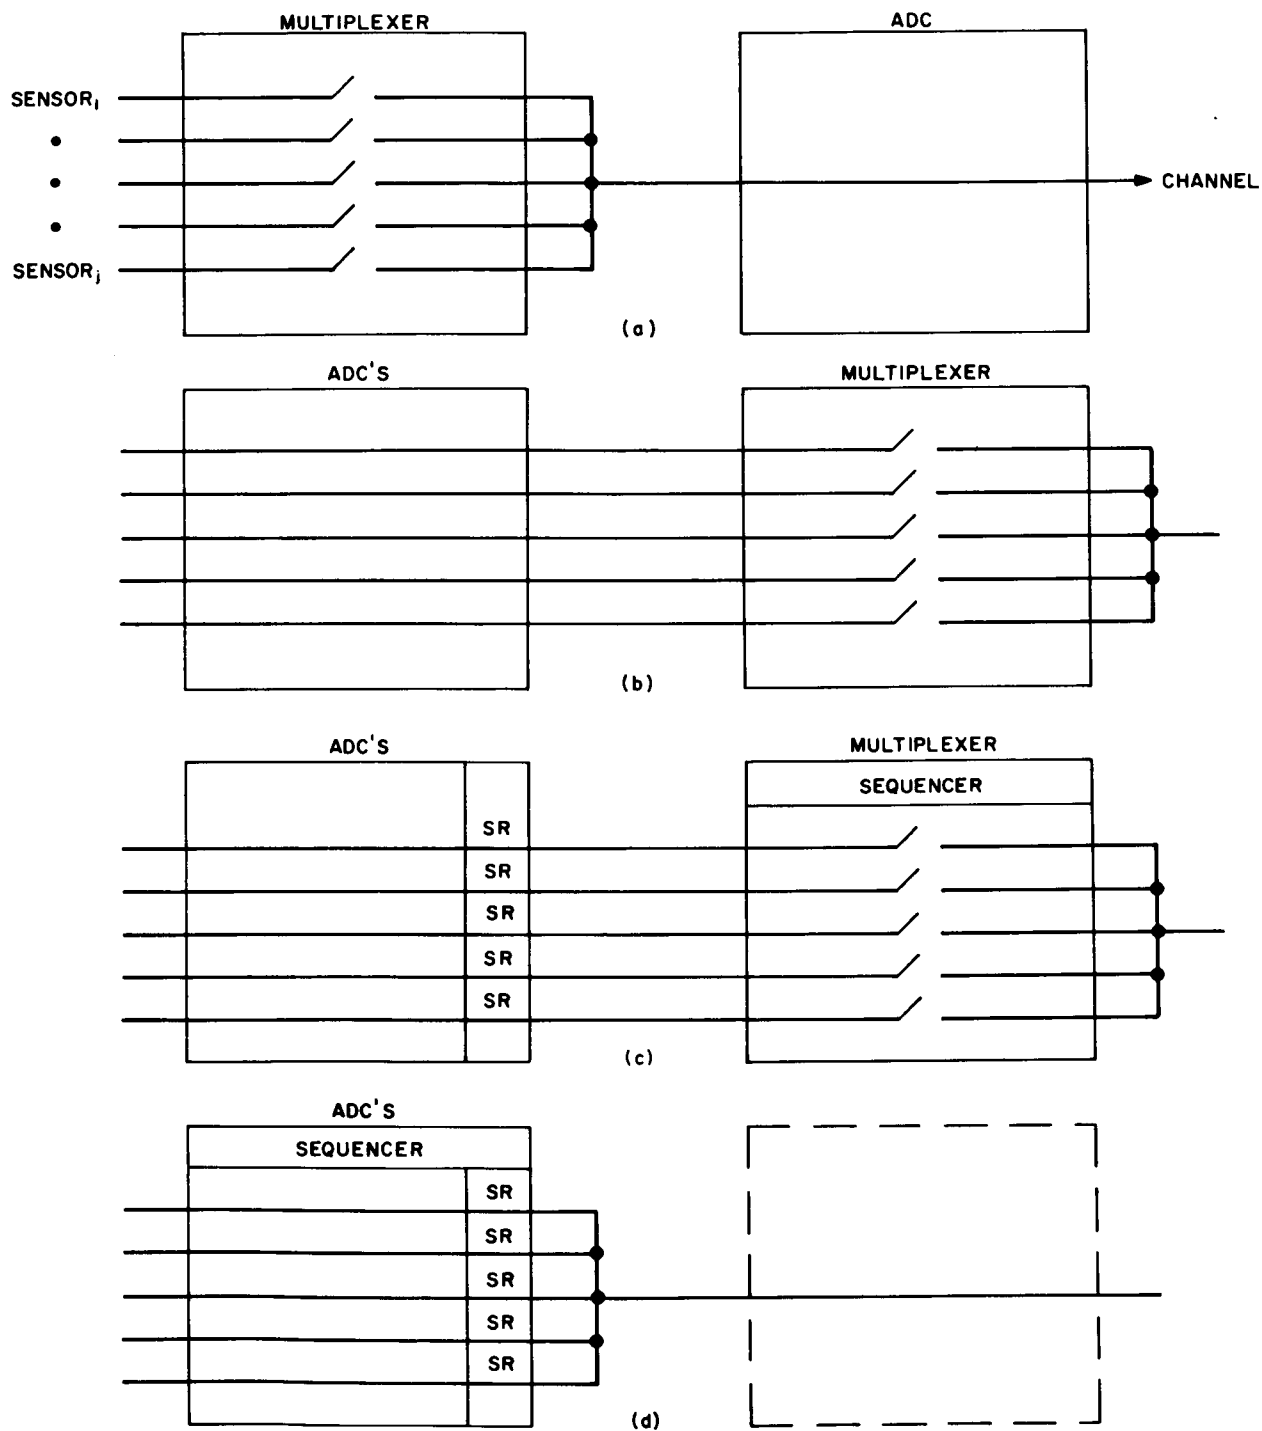 MULTIPLEXER
ADC
SENSOR₁
SENSORⱼ
CHANNEL
(a)
ADC'S
MULTIPLEXER
(b)
ADC'S
MULTIPLEXER
SEQUENCER
SR
SR
SR
SR
SR
(c)
ADC'S
SEQUENCER
SR
SR
SR
SR
SR
(d)